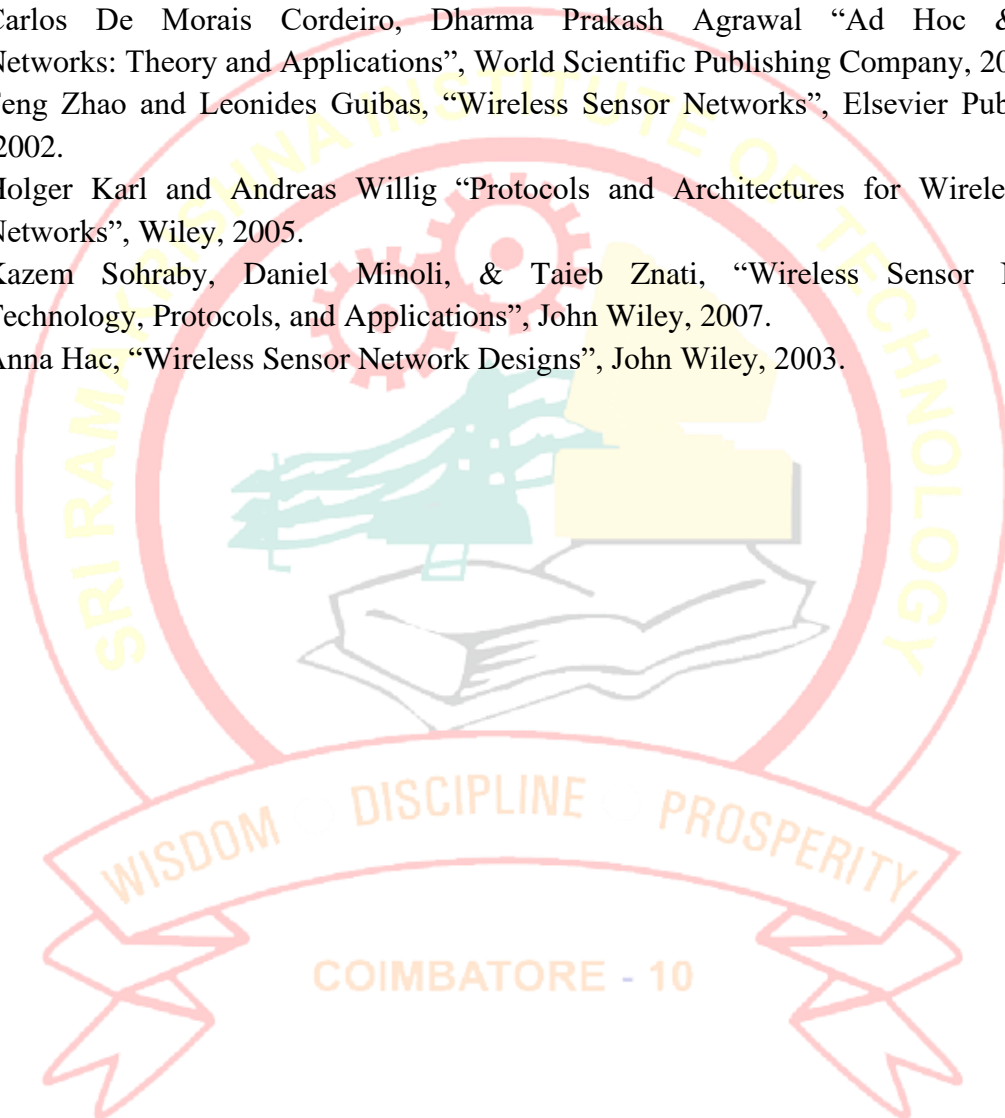 Carlos De Morais Cordeiro, Dharma Prakash Agrawal “Ad Hoc &
Networks: Theory and Applications”, World Scientific Publishing Company, 20
Feng Zhao and Leonides Guibas, “Wireless Sensor Networks”, Elsevier Pub
2002.
Holger Karl and Andreas Willig “Protocols and Architectures for Wirele
Networks”, Wiley, 2005.
Kazem Sohraby, Daniel Minoli, & Taieb Znati, “Wireless Sensor
Technology, Protocols, and Applications”, John Wiley, 2007.
Anna Hac, “Wireless Sensor Network Designs”, John Wiley, 2003.
SRI RAMAKRISHNA INSTITUTE OF TECHNOLOGY
WISDOM DISCIPLINE PROSPERITY
COIMBATORE - 10